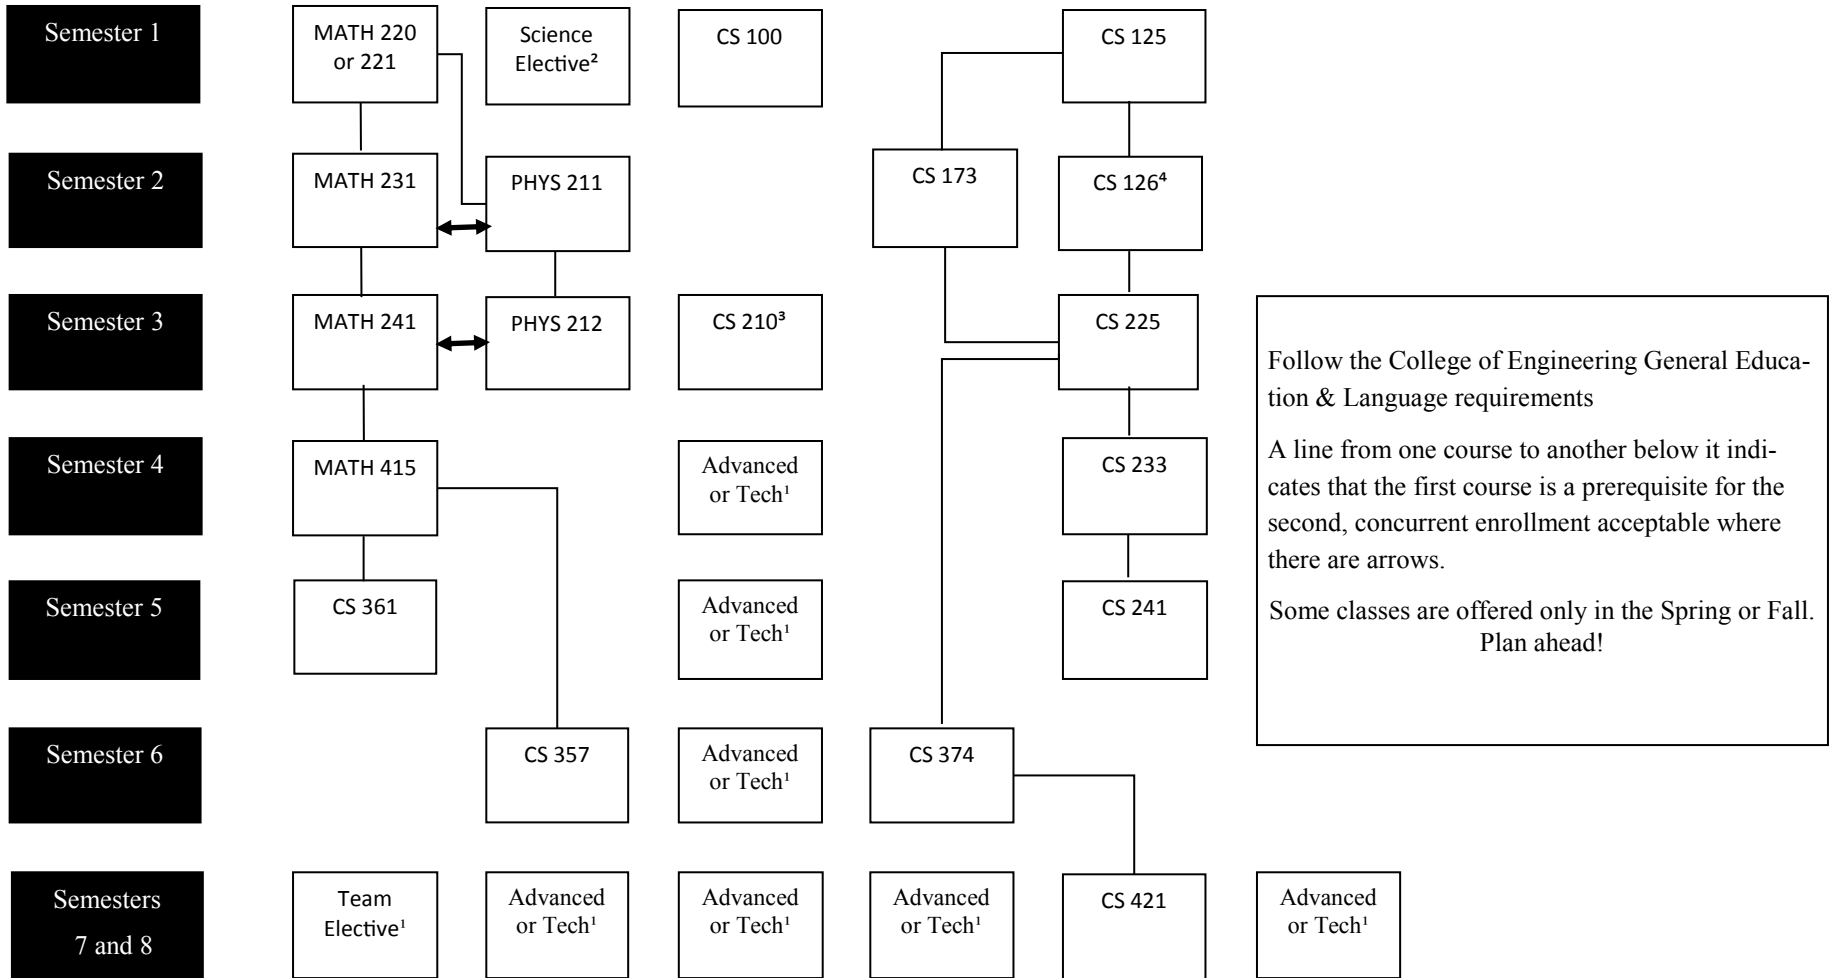 Semester 1
MATH 220
or 221
Science
Elective²
CS 100
CS 125
Semester 2
MATH 231
PHYS 211
CS 173
CS 126⁴
Semester 3
MATH 241
PHYS 212
CS 210³
CS 225
Follow the College of Engineering General Educa-
tion & Language requirements
A line from one course to another below it indi-
cates that the first course is a prerequisite for the
second, concurrent enrollment acceptable where
there are arrows.
Some classes are offered only in the Spring or Fall.
Plan ahead!
Semester 4
MATH 415
Advanced
or Tech¹
CS 233
Semester 5
CS 361
Advanced
or Tech¹
CS 241
Semester 6
CS 357
Advanced
or Tech¹
CS 374
Semesters
7 and 8
Team
Elective¹
Advanced
or Tech¹
Advanced
or Tech¹
Advanced
or Tech¹
CS 421
Advanced
or Tech¹